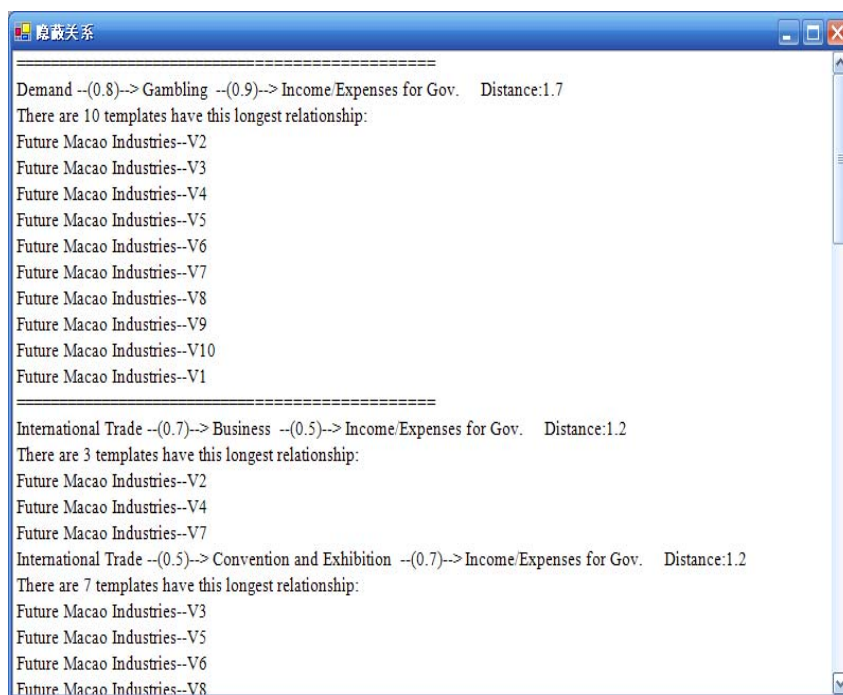 隐蔽关系
================================================
Demand --(0.8)--> Gambling --(0.9)--> Income/Expenses for Gov. Distance:1.7
There are 10 templates have this longest relationship:
Future Macao Industries--V2
Future Macao Industries--V3
Future Macao Industries--V4
Future Macao Industries--V5
Future Macao Industries--V6
Future Macao Industries--V7
Future Macao Industries--V8
Future Macao Industries--V9
Future Macao Industries--V10
Future Macao Industries--V1
================================================
International Trade --(0.7)--> Business --(0.5)--> Income/Expenses for Gov. Distance:1.2
There are 3 templates have this longest relationship:
Future Macao Industries--V2
Future Macao Industries--V4
Future Macao Industries--V7
International Trade --(0.5)--> Convention and Exhibition --(0.7)--> Income/Expenses for Gov. Distance:1.2
There are 7 templates have this longest relationship:
Future Macao Industries--V3
Future Macao Industries--V5
Future Macao Industries--V6
Future Macao Industries--V8